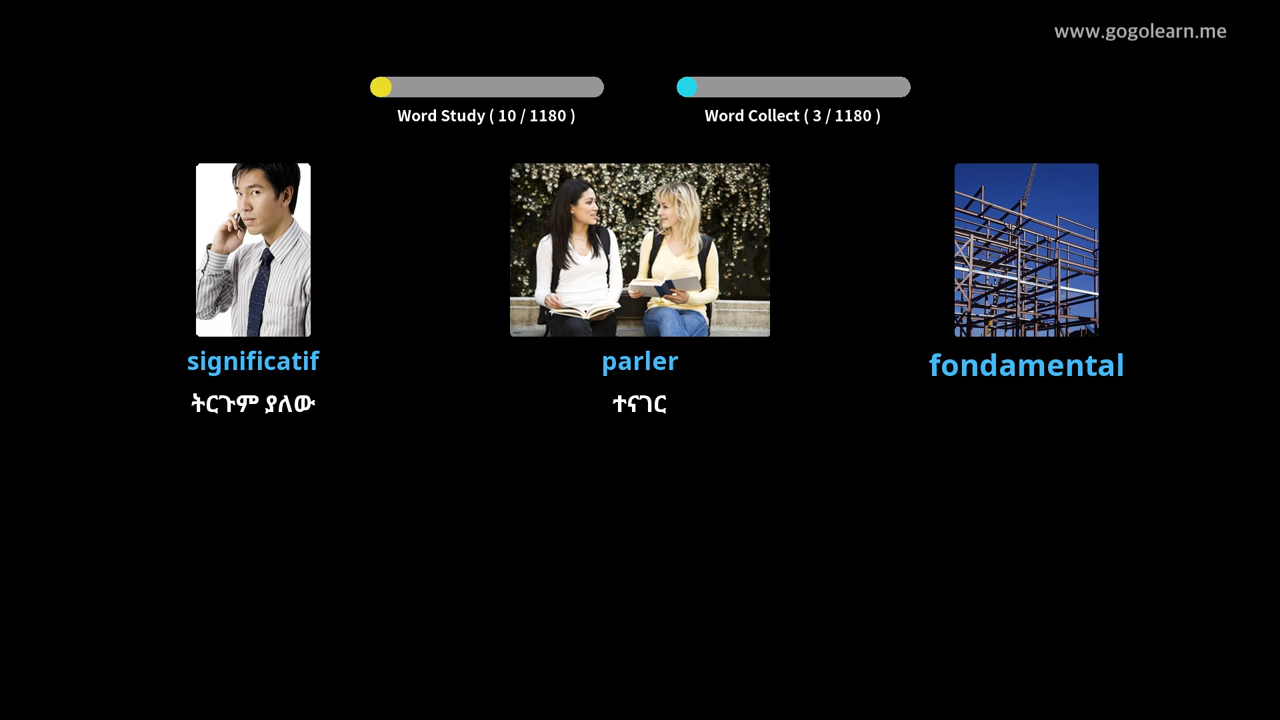 www.gogolearn.me
Word Study ( 10 / 1180 )
Word Collect ( 3 / 1180 )
significatif
parler
fondamental
ትርጉም ያለው
ተናገር